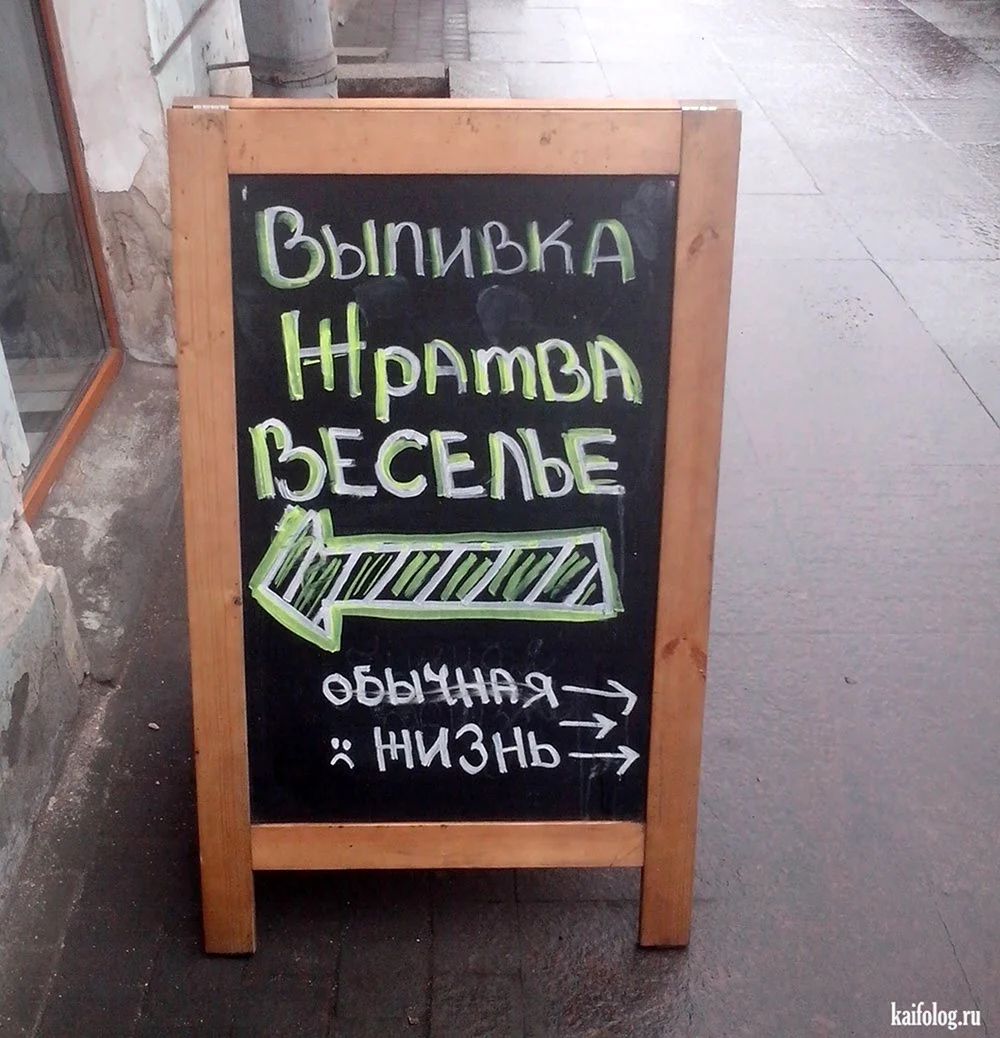 Выпивка
Жратва
ВЕСЕЛЬЕ
ОБЫЧНАЯ
ЖИЗНЬ
kaifolog.ru